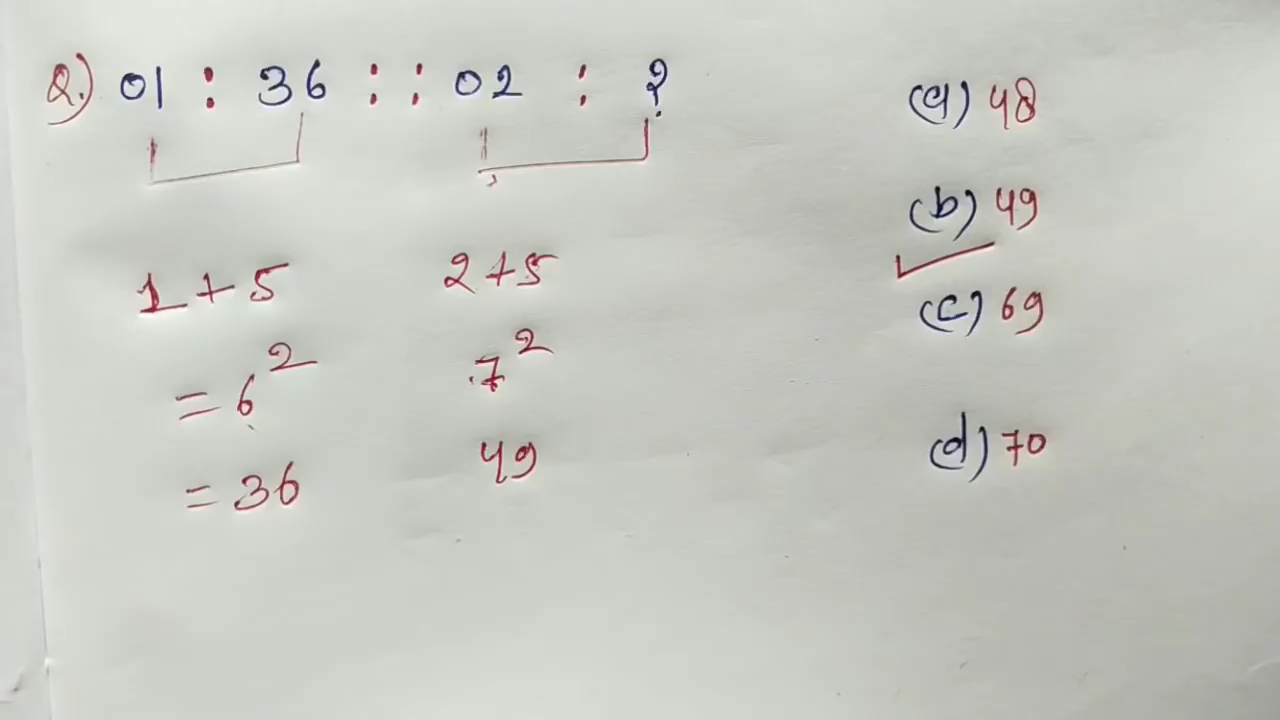 Q.) 01 : 36 : : 02 : ?
1 + 5
= 6²
= 36
2 + 5
7²
49
(a) 48
(b) 49
(c) 69
(d) 70